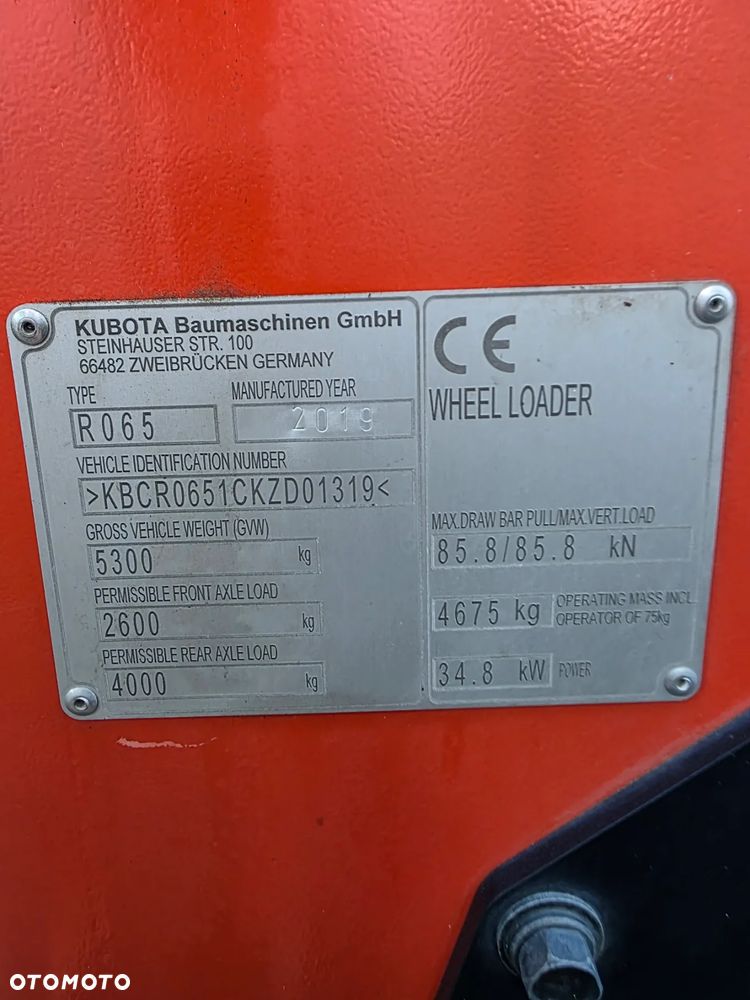 KUBOTA Baumaschinen GmbH
STEINHAUSER STR. 100
66482 ZWEIBRÜCKEN GERMANY
TYPE
R065
MANUFACTURED YEAR
2019
VEHICLE IDENTIFICATION NUMBER
>KBCR0651CKZD01319<
GROSS VEHICLE WEIGHT (GVW)
5300 kg
PERMISSIBLE FRONT AXLE LOAD
2600 kg
PERMISSIBLE REAR AXLE LOAD
4000 kg
CE
WHEEL LOADER
MAX.DRAW BAR PULL/MAX.VERT.LOAD
85.8/85.8 kN
4675 kg
OPERATING MASS INCL.
OPERATOR OF 75kg
34.8 kW POWER
OTOMOTO